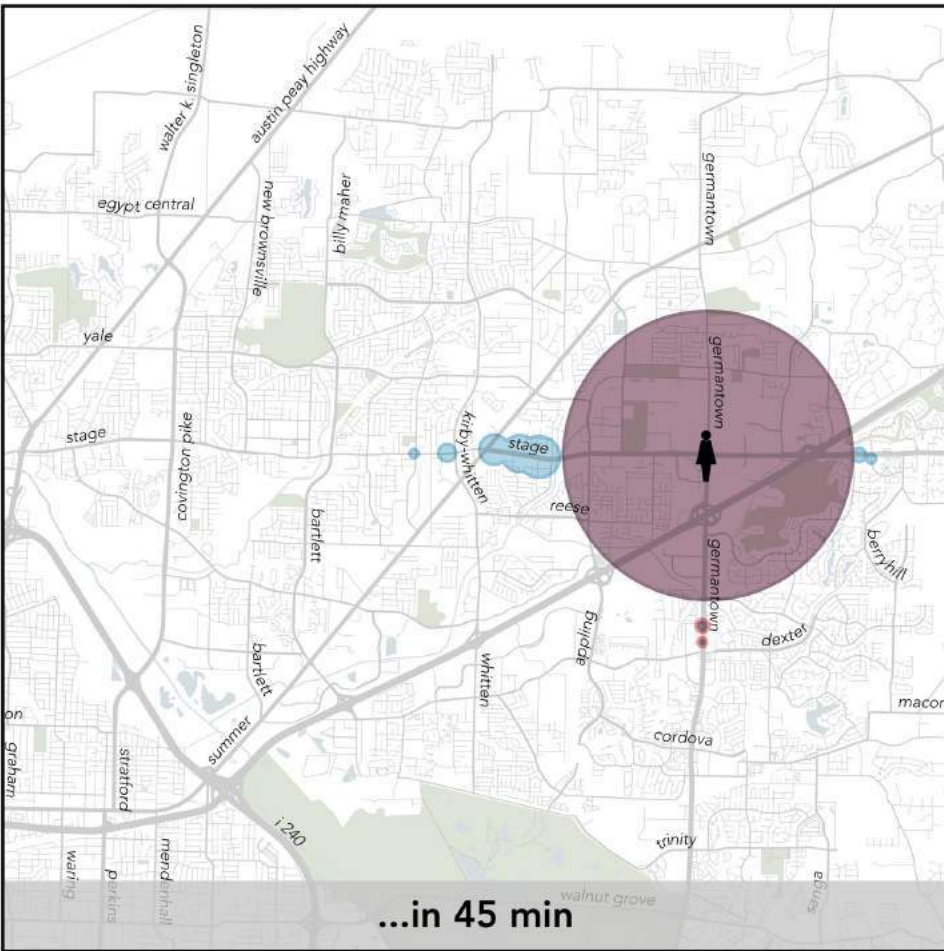 walter k. singleton
austin peay highway
egypt central
new brownsville
billy maher
germantown
yale
germantown
stage
covington pike
kirby-whitten
stage
reese
bartlett
germantown
berryhill
appling
dexter
bartlett
whitten
macon
on
graham
stratford
summer
cordova
i 240
trinity
waring
perkins
mendenhall
walnut grove
sanga
...in 45 min